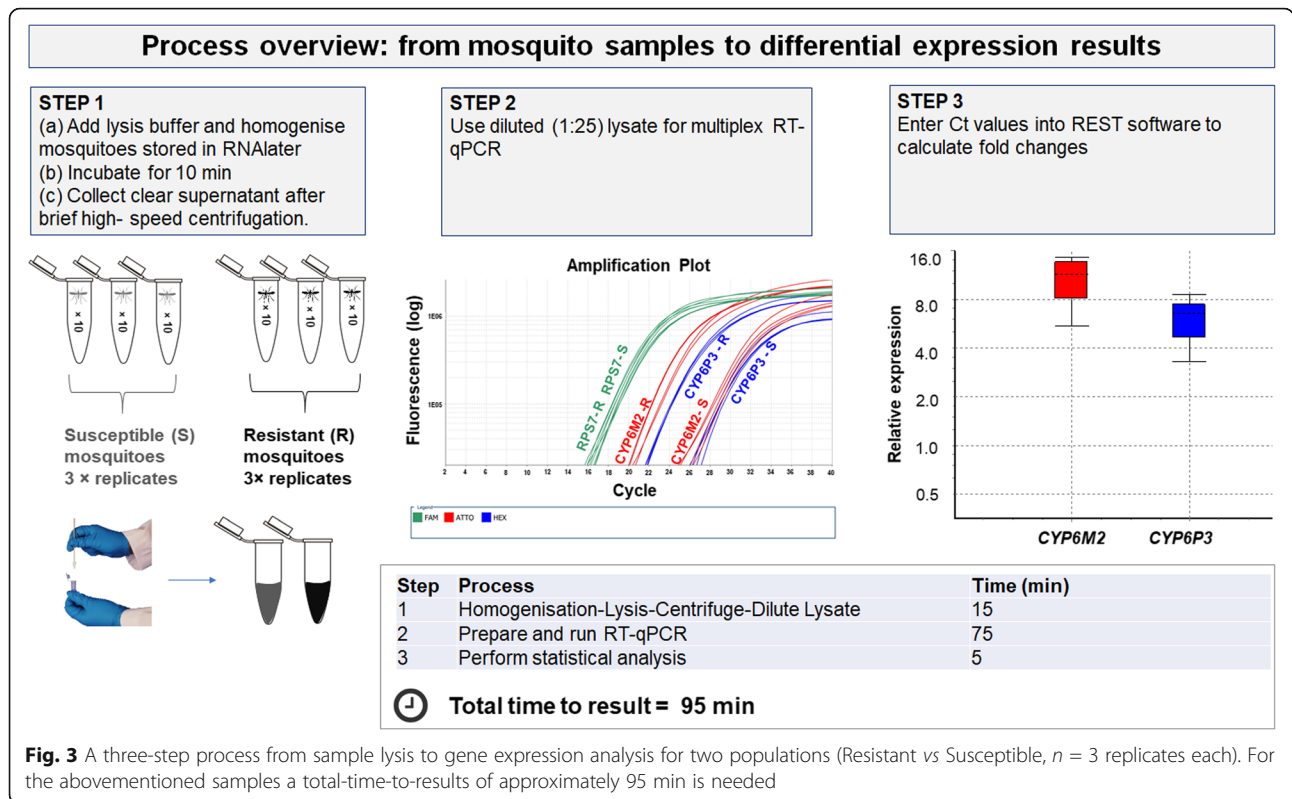 Process overview: from mosquito samples to differential expression results
STEP 1
(a) Add lysis buffer and homogenise
mosquitoes stored in RNAlater
(b) Incubate for 10 min
(c) Collect clear supernatant after
brief high- speed centrifugation.
× 10
× 10
× 10
× 10
× 10
× 10
Susceptible (S)
mosquitoes
3 × replicates
Resistant (R)
mosquitoes
3× replicates
STEP 2
Use diluted (1:25) lysate for multiplex RT-
qPCR
Amplification Plot
Fluorescence (log)
1E06
1E05
RPS7-R
RPS7-S
CYP6M2-R
CYP6P3-R
CYP6M2-S
CYP6P3-S
2 4 6 8 10 12 14 16 18 20 22 24 26 28 30 32 34 36 38 40
Cycle
Legend
FAM ATTO HEX
STEP 3
Enter Ct values into REST software to
calculate fold changes
Relative expression
16.0
8.0
4.0
2.0
1.0
0.5
CYP6M2 CYP6P3
Step Process Time (min)
1 Homogenisation-Lysis-Centrifuge-Dilute Lysate 15
2 Prepare and run RT-qPCR 75
3 Perform statistical analysis 5
Total time to result = 95 min
Fig. 3 A three-step process from sample lysis to gene expression analysis for two populations (Resistant vs Susceptible, n = 3 replicates each). For
the abovementioned samples a total-time-to-results of approximately 95 min is needed